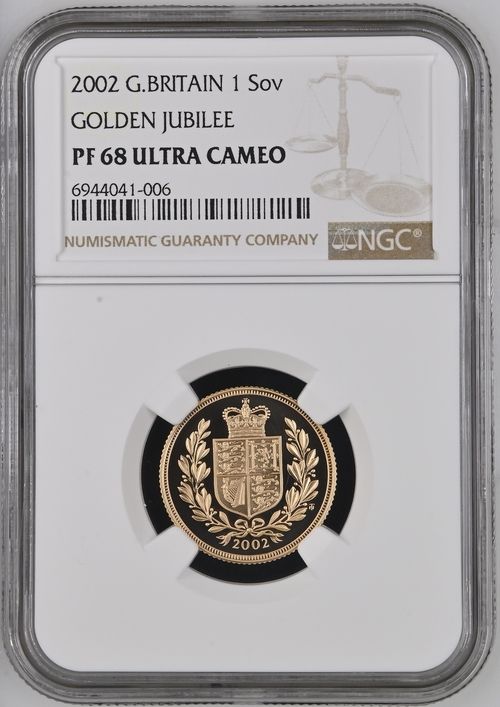 2002 G.BRITAIN 1 Sov
GOLDEN JUBILEE
PF 68 ULTRA CAMEO
6944041-006
NUMISMATIC GUARANTY COMPANY
NGC®
2002